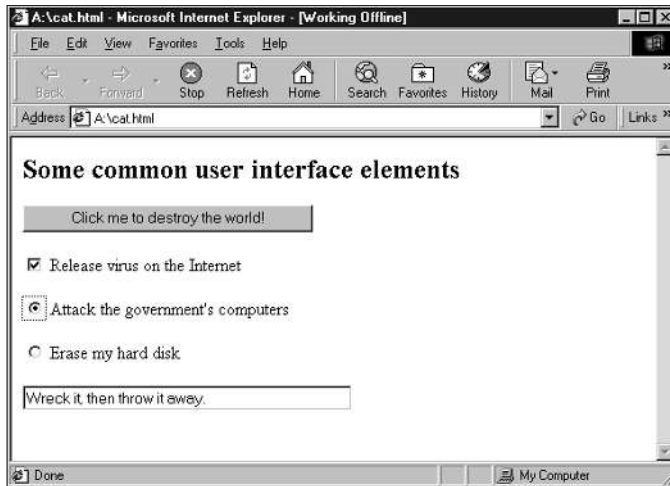 A:\cat.html - Microsoft Internet Explorer - [Working Offline]
File Edit View Favorites Tools Help
Back Forward Stop Refresh Home Search Favorites History Mail Print »
Address A:\cat.html Go Links »
Some common user interface elements
Click me to destroy the world!
Release virus on the Internet
Attack the government's computers
Erase my hard disk
Wreck it, then throw it away.
Done My Computer